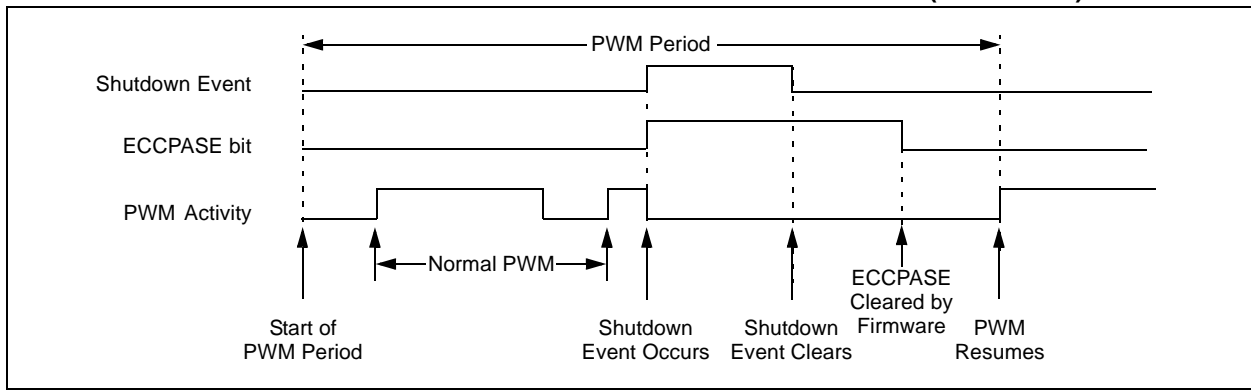 PWM Period
Shutdown Event
ECCPASE bit
PWM Activity
Normal PWM
Start of
PWM Period
Shutdown
Event Occurs
Shutdown
Event Clears
ECCPASE
Cleared by
Firmware
PWM
Resumes